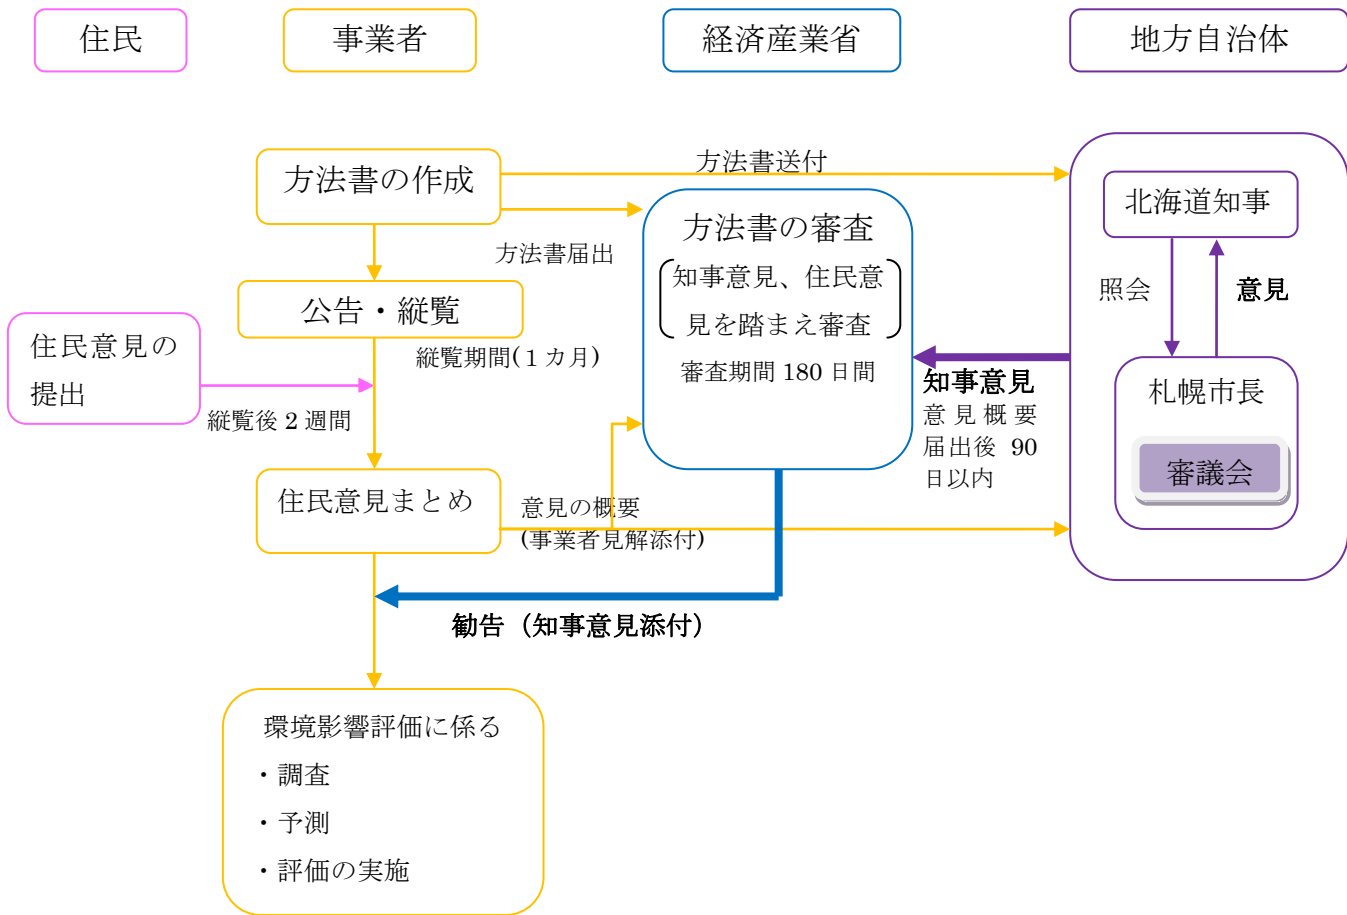 住民
事業者
経済産業省
地方自治体
方法書の作成
方法書送付
北海道知事
方法書の審査
知事意見、住民意
見を踏まえ審査
審査期間 180 日間
方法書届出
照会
意見
公告・縦覧
縦覧期間(１カ月)
住民意見の
提出
縦覧後 2 週間
知事意見
意見概要
届出後 90
日以内
札幌市長
審議会
住民意見まとめ
意見の概要
(事業者見解添付)
勧告（知事意見添付）
環境影響評価に係る
・調査
・予測
・評価の実施